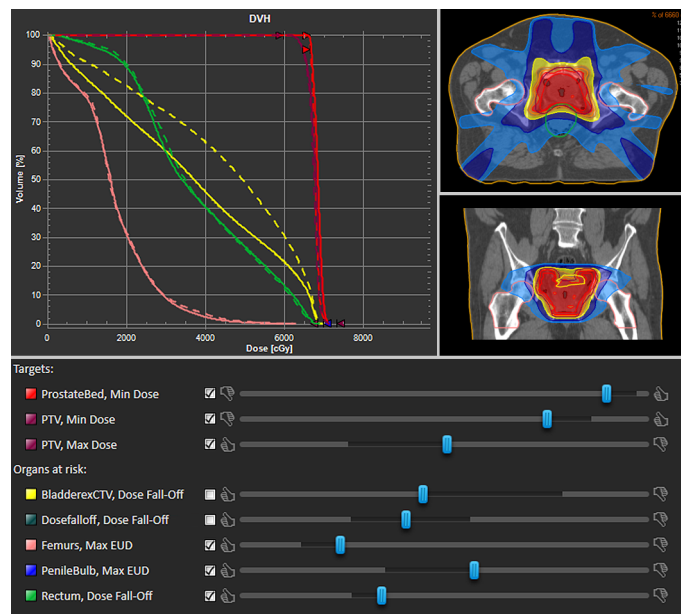 DVH
100
90
80
70
60
50
40
30
20
10
0
Volume [%]
0
2000
4000
6000
8000
Dose [cGy]
% of 6660
Targets:
ProstateBed, Min Dose
PTV, Min Dose
PTV, Max Dose
Organs at risk:
BladderexCTV, Dose Fall-Off
Dosefalloff, Dose Fall-Off
Femurs, Max EUD
PenileBulb, Max EUD
Rectum, Dose Fall-Off